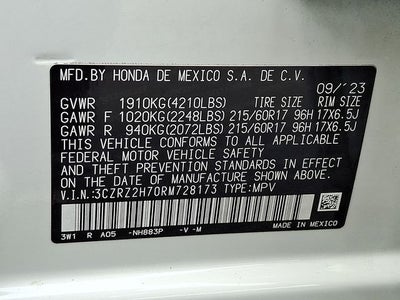 MFD.BY HONDA DE MEXICO S.A. DE C.V.
09/'23
GVWR 1910KG(4210LBS) TIRE SIZE RIM SIZE
GAWR F 1020KG(2248LBS) 215/60R17 96H 17X6.5J
GAWR R 940KG(2072LBS) 215/60R17 96H 17X6.5J
THIS VEHICLE CONFORMS TO ALL APPLICABLE
FEDERAL MOTOR VEHICLE SAFETY, BUMPER,
AND THEFT PREVENTION STANDARDS IN EFFECT
ON THE DATE OF MANUFACTURE SHOWN ABOVE.
V.I.N.:3CZRZ2H70RM728173 TYPE:MPV
3W1 R A05 -NH883P -V -M MADE IN MEXICO